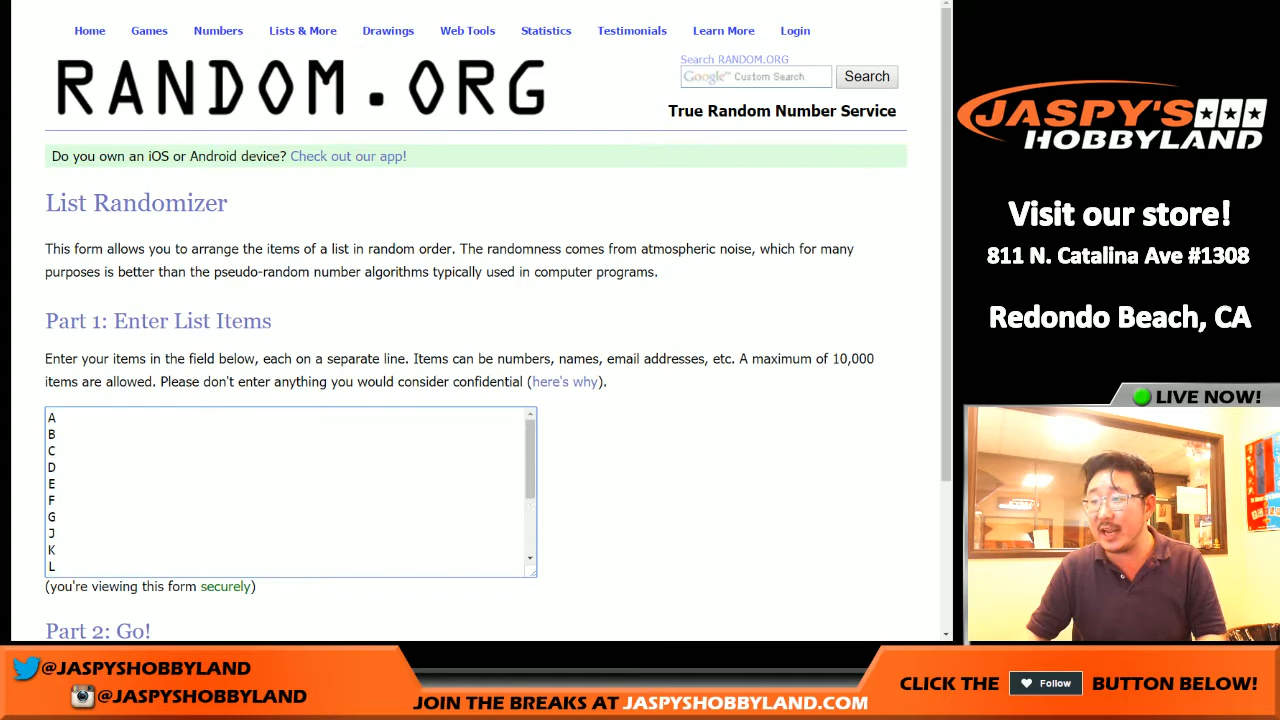 Home Games Numbers Lists & More Drawings Web Tools Statistics Testimonials Learn More Login
RANDOM.ORG
Search RANDOM.ORG
Google™ Custom Search Search
True Random Number Service
Do you own an iOS or Android device? Check out our app!
List Randomizer
This form allows you to arrange the items of a list in random order. The randomness comes from atmospheric noise, which for many
purposes is better than the pseudo-random number algorithms typically used in computer programs.
Part 1: Enter List Items
Enter your items in the field below, each on a separate line. Items can be numbers, names, email addresses, etc. A maximum of 10,000
items are allowed. Please don't enter anything you would consider confidential (here's why).
A
B
C
D
E
F
G
J
K
L
(you're viewing this form securely)
Part 2: Go!
JASPY'S
HOBBYLAND
Visit our store!
811 N. Catalina Ave #1308
Redondo Beach, CA
LIVE NOW!
@JASPYSHOBBYLAND
@JASPYSHOBBYLAND
JOIN THE BREAKS AT JASPYSHOBBYLAND.COM
CLICK THE Follow BUTTON BELOW!